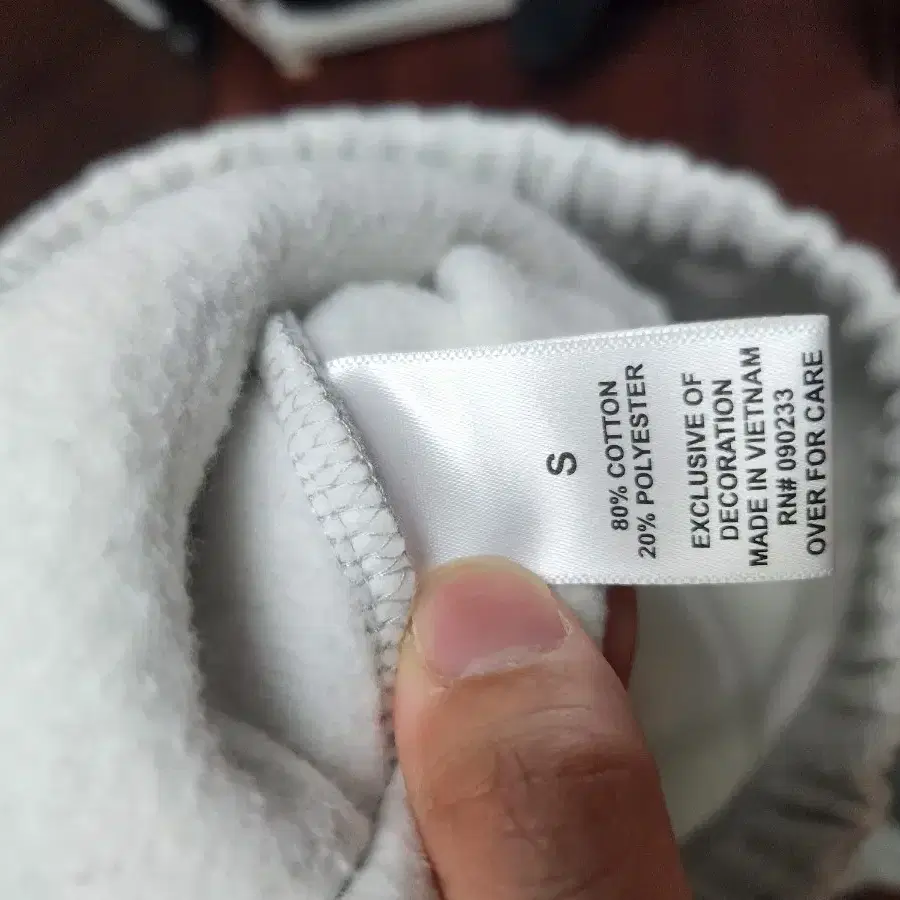 S
80% COTTON
20% POLYESTER
EXCLUSIVE OF
DECORATION
MADE IN VIETNAM
RN# 090233
OVER FOR CARE